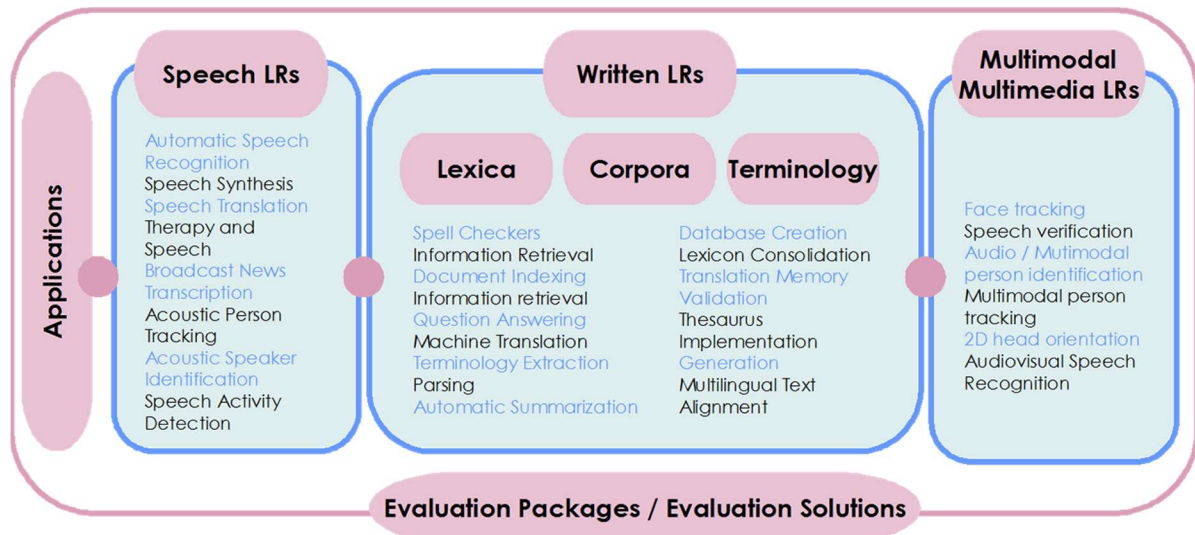 Applications
Speech LRs
Automatic Speech
Recognition
Speech Synthesis
Speech Translation
Therapy and
Speech
Broadcast News
Transcription
Acoustic Person
Tracking
Acoustic Speaker
Identification
Speech Activity
Detection
Written LRs
Lexica
Corpora
Terminology
Spell Checkers
Information Retrieval
Document Indexing
Information retrieval
Question Answering
Machine Translation
Terminology Extraction
Parsing
Automatic Summarization
Database Creation
Lexicon Consolidation
Translation Memory
Validation
Thesaurus
Implementation
Generation
Multilingual Text
Alignment
Multimodal
Multimedia LRs
Face tracking
Speech verification
Audio / Mutimodal
person identification
Multimodal person
tracking
2D head orientation
Audiovisual Speech
Recognition
Evaluation Packages / Evaluation Solutions